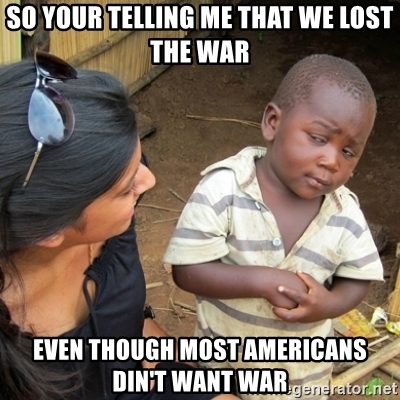 SO YOUR TELLING ME THAT WE LOST
THE WAR
EVEN THOUGH MOST AMERICANS
DIN'T WANT WAR
egenerator.net